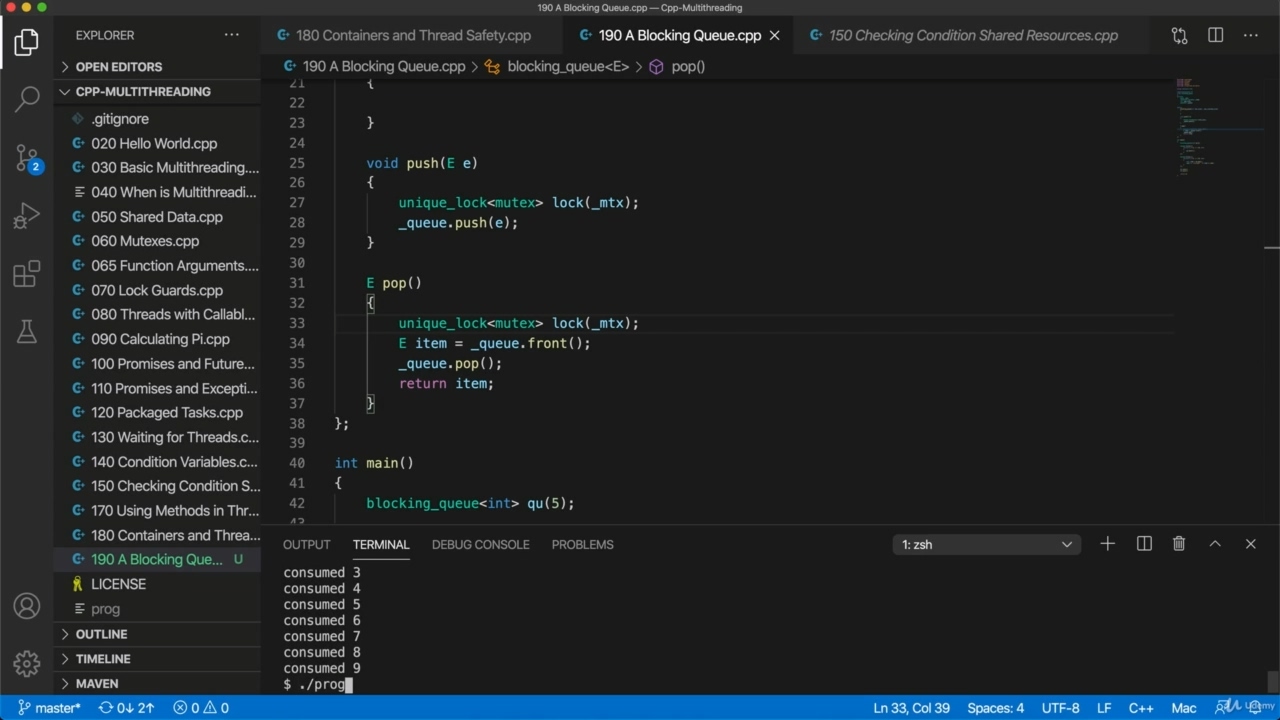 190 A Blocking Queue.cpp — Cpp-Multithreading
EXPLORER
180 Containers and Thread Safety.cpp
190 A Blocking Queue.cpp
150 Checking Condition Shared Resources.cpp
OPEN EDITORS
190 A Blocking Queue.cpp > blocking_queue<E> > pop()
CPP-MULTITHREADING
.gitignore
020 Hello World.cpp
030 Basic Multithreading....
040 When is Multithreadi...
050 Shared Data.cpp
060 Mutexes.cpp
065 Function Arguments....
070 Lock Guards.cpp
080 Threads with Callabl...
090 Calculating Pi.cpp
100 Promises and Future...
110 Promises and Excepti...
120 Packaged Tasks.cpp
130 Waiting for Threads.c...
140 Condition Variables.c...
150 Checking Condition S...
170 Using Methods in Thr...
180 Containers and Threa...
190 A Blocking Que... U
LICENSE
prog
OUTLINE
TIMELINE
MAVEN
2
21 {
22
23 }
24
25 void push(E e)
26 {
27 unique_lock<mutex> lock(_mtx);
28 _queue.push(e);
29 }
30
31 E pop()
32 {
33 unique_lock<mutex> lock(_mtx);
34 E item = _queue.front();
35 _queue.pop();
36 return item;
37 }
38 };
39
40 int main()
41 {
42 blocking_queue<int> qu(5);
43
OUTPUT TERMINAL DEBUG CONSOLE PROBLEMS
1: zsh
consumed 3
consumed 4
consumed 5
consumed 6
consumed 7
consumed 8
consumed 9
$ ./prog
master* 0↓ 2↑ 0 0
Ln 33, Col 39 Spaces: 4 UTF-8 LF C++ Mac
Udemy